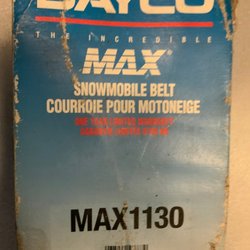 DAYCO
THE INCREDIBLE
MAX
SNOWMOBILE BELT
COURROIE POUR MOTONEIGE
MAX1130